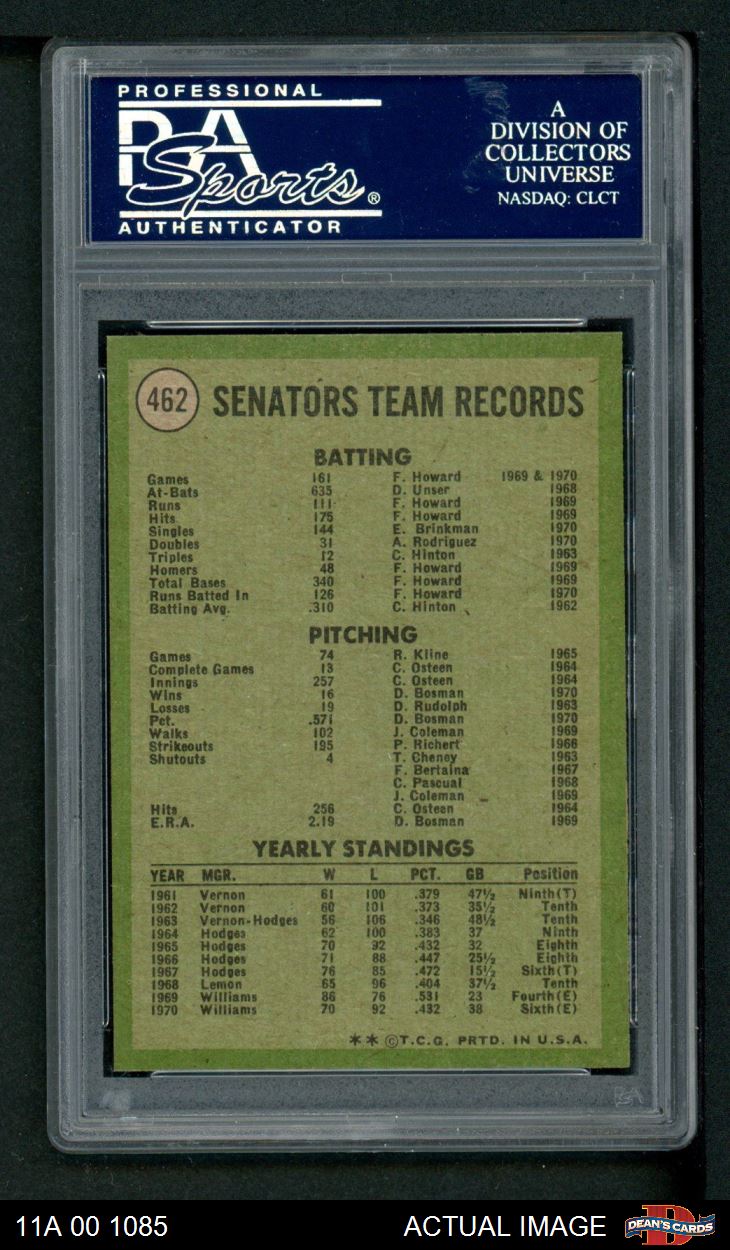 PROFESSIONAL
PSA
Sports®
AUTHENTICATOR
A
DIVISION OF
COLLECTORS
UNIVERSE
NASDAQ: CLCT
462 SENATORS TEAM RECORDS
BATTING
Games 161 F. Howard 1969 & 1970
At-Bats 635 D. Unser 1968
Runs 111 F. Howard 1969
Hits 175 F. Howard 1969
Singles 144 E. Brinkman 1970
Doubles 31 A. Rodriguez 1970
Triples 12 C. Hinton 1963
Homers 48 F. Howard 1969
Total Bases 340 F. Howard 1969
Runs Batted In 126 F. Howard 1970
Batting Avg. .310 C. Hinton 1962
PITCHING
Games 74 R. Kline 1965
Complete Games 13 C. Osteen 1964
Innings 257 C. Osteen 1964
Wins 16 D. Bosman 1970
Losses 19 D. Rudolph 1963
Pct. .571 D. Bosman 1970
Walks 102 J. Coleman 1969
Strikeouts 195 P. Richert 1966
Shutouts 4 T. Cheney 1963
F. Bertaina 1967
C. Pascual 1968
J. Coleman 1969
Hits 256 C. Osteen 1964
E.R.A. 2.19 D. Bosman 1969
YEARLY STANDINGS
YEAR MGR. W L PCT. GB Position
1961 Vernon 61 100 .379 47½ Ninth(T)
1962 Vernon 60 101 .373 35½ Tenth
1963 Vernon-Hodges 56 106 .346 48½ Tenth
1964 Hodges 62 100 .383 37 Ninth
1965 Hodges 70 92 .432 32 Eighth
1966 Hodges 71 88 .447 25½ Eighth
1967 Hodges 76 85 .472 15½ Sixth(T)
1968 Lemon 65 96 .404 37½ Tenth
1969 Williams 86 76 .531 23 Fourth(E)
1970 Williams 70 92 .432 38 Sixth(E)
** ©T.C.G. PRTD. IN U.S.A.
11A 00 1085 ACTUAL IMAGE DEAN'S CARDS